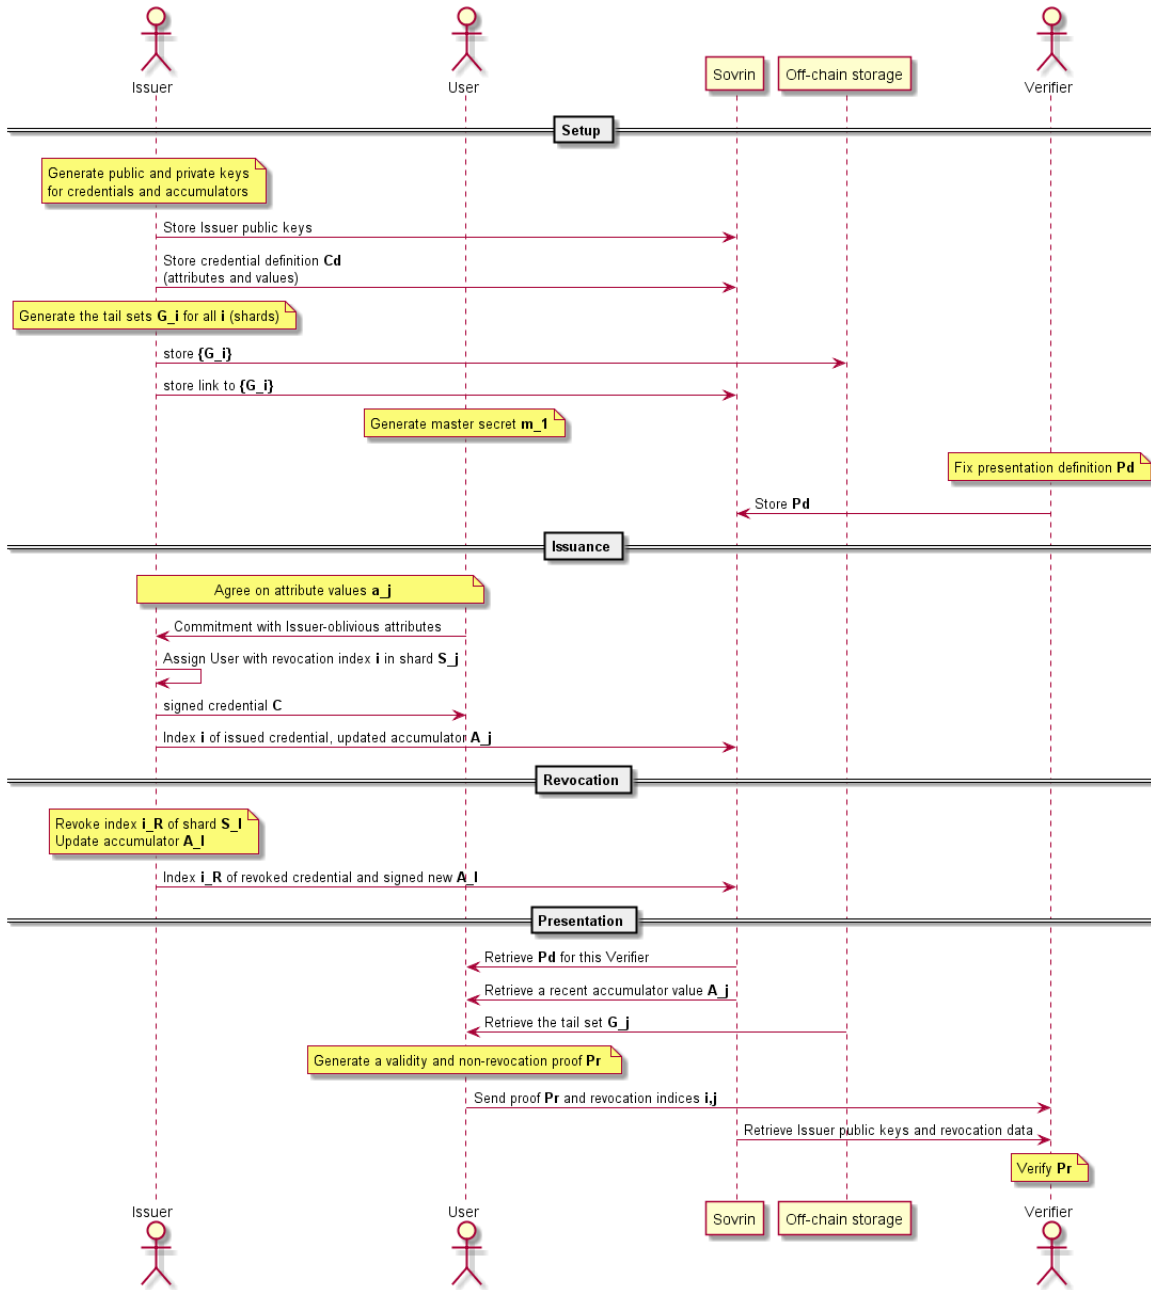 Issuer
User
Sovrin
Off-chain storage
Verifier
Setup
Generate public and private keys
for credentials and accumulators
Store Issuer public keys
Store credential definition Cd
(attributes and values)
Generate the tail sets G_i for all i (shards)
store {G_i}
store link to {G_i}
Generate master secret m_1
Fix presentation definition Pd
Store Pd
Issuance
Agree on attribute values a_j
Commitment with Issuer-oblivious attributes
Assign User with revocation index i in shard S_j
signed credential C
Index i of issued credential, updated accumulator A_j
Revocation
Revoke index i_R of shard S_l
Update accumulator A_l
Index i_R of revoked credential and signed new A_l
Presentation
Retrieve Pd for this Verifier
Retrieve a recent accumulator value A_j
Retrieve the tail set G_j
Generate a validity and non-revocation proof Pr
Send proof Pr and revocation indices i,j
Retrieve Issuer public keys and revocation data
Verify Pr
Issuer
User
Sovrin
Off-chain storage
Verifier